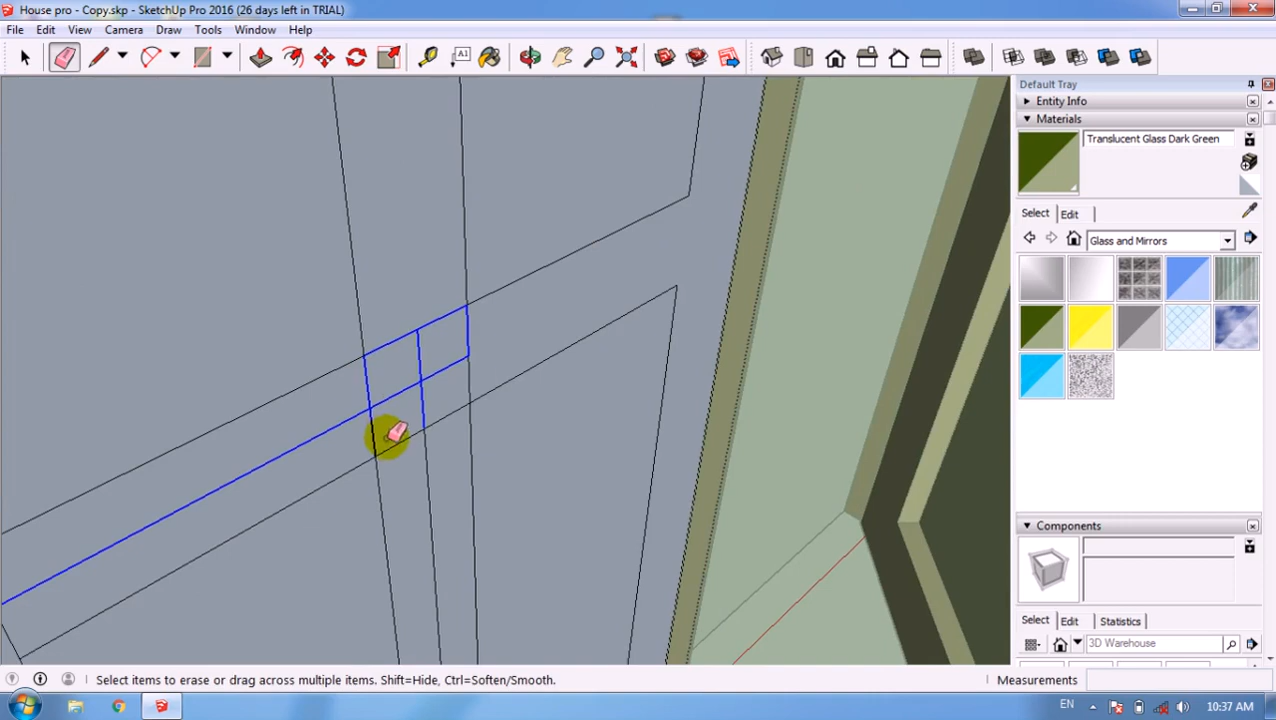 House pro - Copy.skp - SketchUp Pro 2016 (26 days left in TRIAL)
File Edit View Camera Draw Tools Window Help
A1
Default Tray
Entity Info
Materials
Translucent Glass Dark Green
Select Edit
Glass and Mirrors
Components
Select Edit Statistics
3D Warehouse
Select items to erase or drag across multiple items. Shift=Hide, Ctrl=Soften/Smooth.
Measurements
EN
10:37 AM